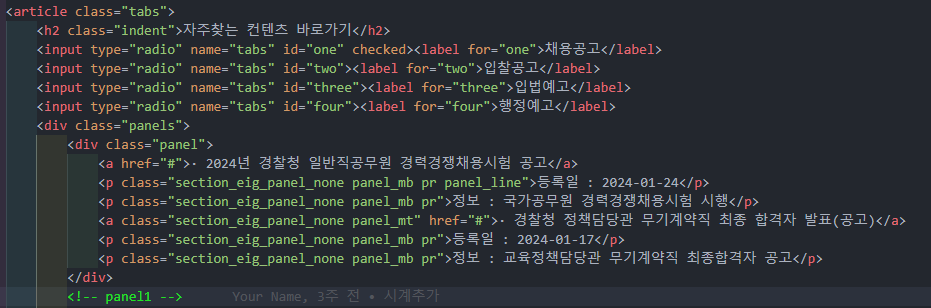 <article class="tabs">
<h2 class="indent">자주찾는 컨텐츠 바로가기</h2>
<input type="radio" name="tabs" id="one" checked><label for="one">채용공고</label>
<input type="radio" name="tabs" id="two"><label for="two">입찰공고</label>
<input type="radio" name="tabs" id="three"><label for="three">입법예고</label>
<input type="radio" name="tabs" id="four"><label for="four">행정예고</label>
<div class="panels">
<div class="panel">
<a href="#">· 2024년 경찰청 일반직공무원 경력경쟁채용시험 공고</a>
<p class="section_eig_panel_none panel_mb pr panel_line">등록일 : 2024-01-24</p>
<p class="section_eig_panel_none panel_mb pr">정보 : 국가공무원 경력경쟁채용시험 시행</p>
<a class="section_eig_panel_none panel_mt" href="#">· 경찰청 정책담당관 무기계약직 최종 합격자 발표(공고)</a>
<p class="section_eig_panel_none panel_mb pr">등록일 : 2024-01-17</p>
<p class="section_eig_panel_none panel_mb pr">정보 : 교육정책담당관 무기계약직 최종합격자 공고</p>
</div>
<!-- panel1 --> Your Name, 3주 전 • 시계추가